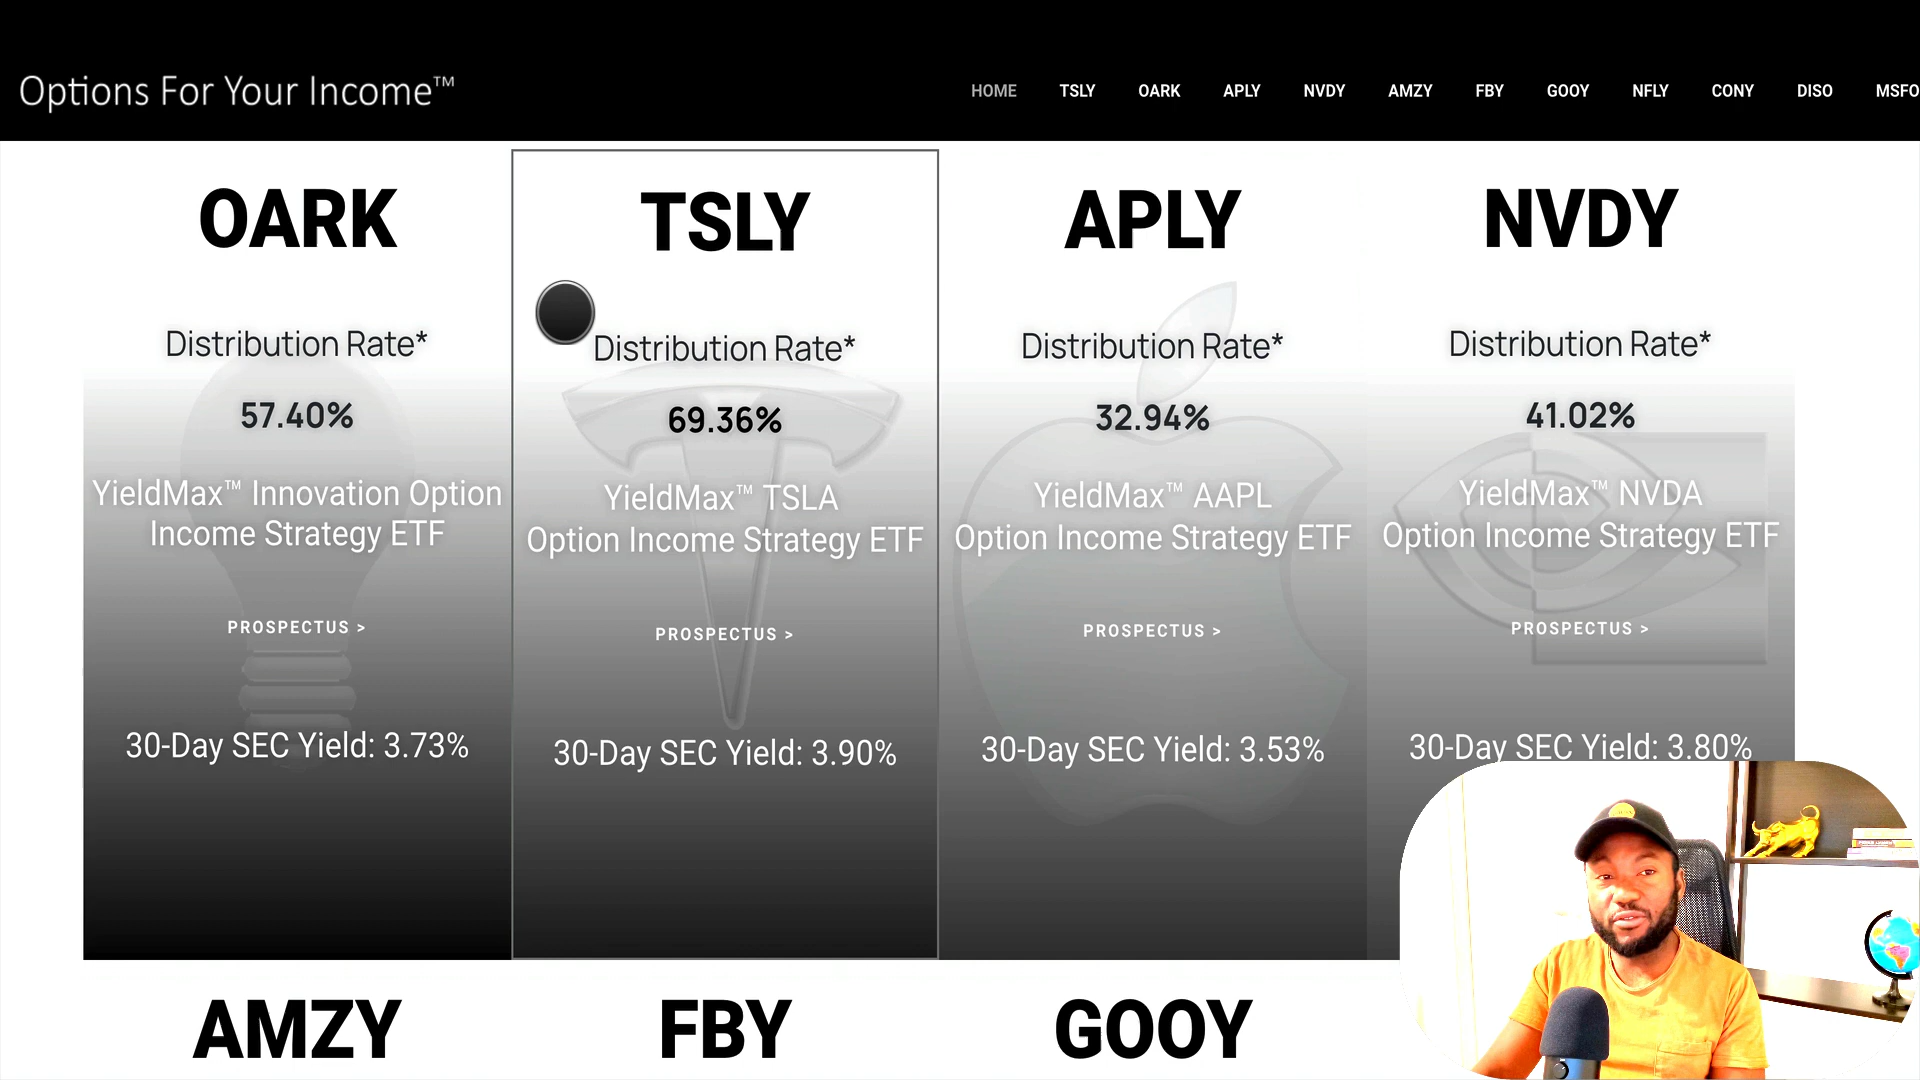 Options For Your Income™
HOME TSLY OARK APLY NVDY AMZY FBY GOOY NFLY CONY DISO MSFO
OARK
Distribution Rate*
57.40%
YieldMax™ Innovation Option
Income Strategy ETF
PROSPECTUS >
30-Day SEC Yield: 3.73%
TSLY
Distribution Rate*
69.36%
YieldMax™ TSLA
Option Income Strategy ETF
PROSPECTUS >
30-Day SEC Yield: 3.90%
APLY
Distribution Rate*
32.94%
YieldMax™ AAPL
Option Income Strategy ETF
PROSPECTUS >
30-Day SEC Yield: 3.53%
NVDY
Distribution Rate*
41.02%
YieldMax™ NVDA
Option Income Strategy ETF
PROSPECTUS >
30-Day SEC Yield: 3.80%
AMZY
FBY
GOOY